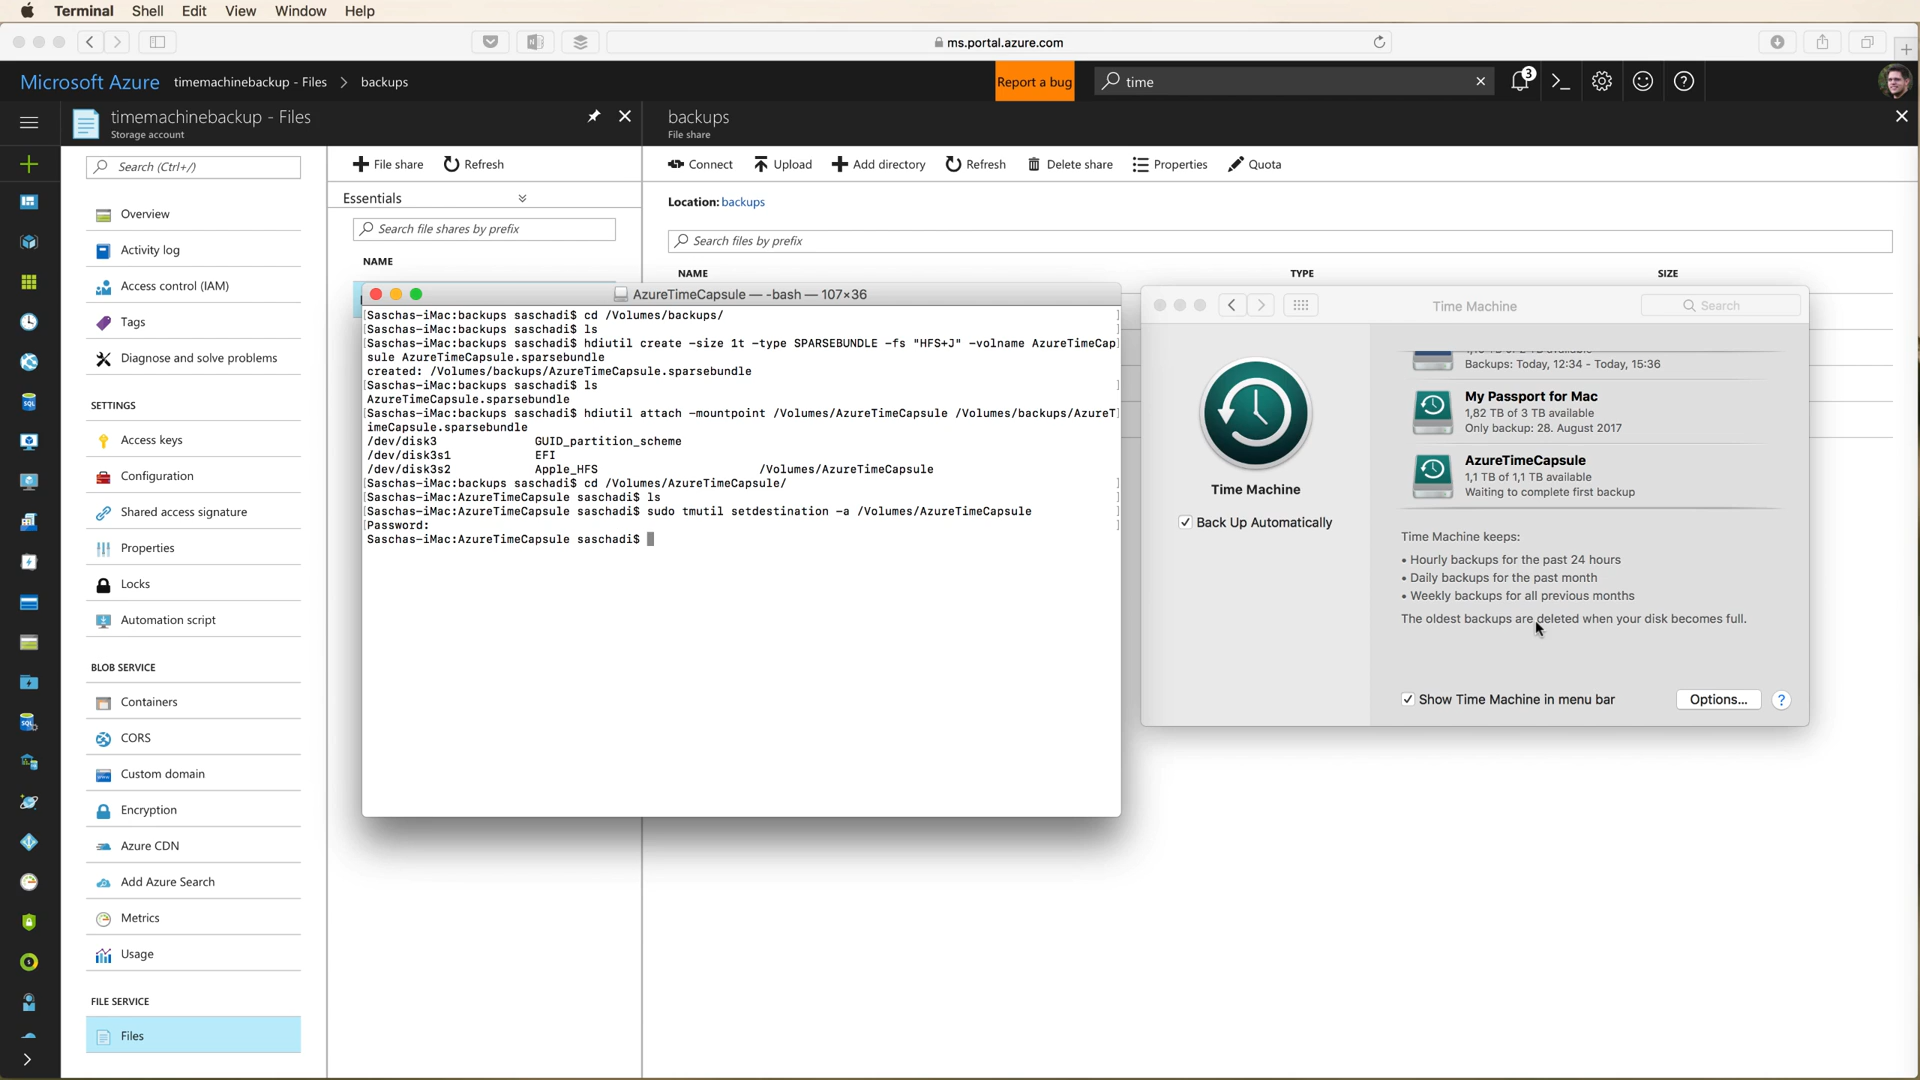 Terminal Shell Edit View Window Help
ms.portal.azure.com
Microsoft Azure timemachinebackup - Files > backups
Report a bug
time
3
timemachinebackup - Files
Storage account
backups
File share
Search (Ctrl+/)
Overview
Activity log
Access control (IAM)
Tags
Diagnose and solve problems
SETTINGS
Access keys
Configuration
Shared access signature
Properties
Locks
Automation script
BLOB SERVICE
Containers
CORS
Custom domain
Encryption
Azure CDN
Add Azure Search
Metrics
Usage
FILE SERVICE
Files
File share Refresh
Essentials
Search file shares by prefix
NAME
Connect Upload Add directory Refresh Delete share Properties Quota
Location: backups
Search files by prefix
NAME TYPE SIZE
AzureTimeCapsule — -bash — 107×36
[Saschas-iMac:backups saschadi$ cd /Volumes/backups/ ]
[Saschas-iMac:backups saschadi$ ls ]
[Saschas-iMac:backups saschadi$ hdiutil create -size 1t -type SPARSEBUNDLE -fs "HFS+J" -volname AzureTimeCap]
sule AzureTimeCapsule.sparsebundle
created: /Volumes/backups/AzureTimeCapsule.sparsebundle
[Saschas-iMac:backups saschadi$ ls ]
AzureTimeCapsule.sparsebundle
[Saschas-iMac:backups saschadi$ hdiutil attach -mountpoint /Volumes/AzureTimeCapsule /Volumes/backups/AzureT]
imeCapsule.sparsebundle
/dev/disk3 GUID_partition_scheme
/dev/disk3s1 EFI
/dev/disk3s2 Apple_HFS /Volumes/AzureTimeCapsule
[Saschas-iMac:backups saschadi$ cd /Volumes/AzureTimeCapsule/ ]
[Saschas-iMac:AzureTimeCapsule saschadi$ ls ]
[Saschas-iMac:AzureTimeCapsule saschadi$ sudo tmutil setdestination -a /Volumes/AzureTimeCapsule ]
[Password: ]
Saschas-iMac:AzureTimeCapsule saschadi$
Time Machine
Search
Time Machine
Back Up Automatically
Backups: Today, 12:34 - Today, 15:36
My Passport for Mac
1,82 TB of 3 TB available
Only backup: 28. August 2017
AzureTimeCapsule
1,1 TB of 1,1 TB available
Waiting to complete first backup
Time Machine keeps:
• Hourly backups for the past 24 hours
• Daily backups for the past month
• Weekly backups for all previous months
The oldest backups are deleted when your disk becomes full.
Show Time Machine in menu bar
Options...
?